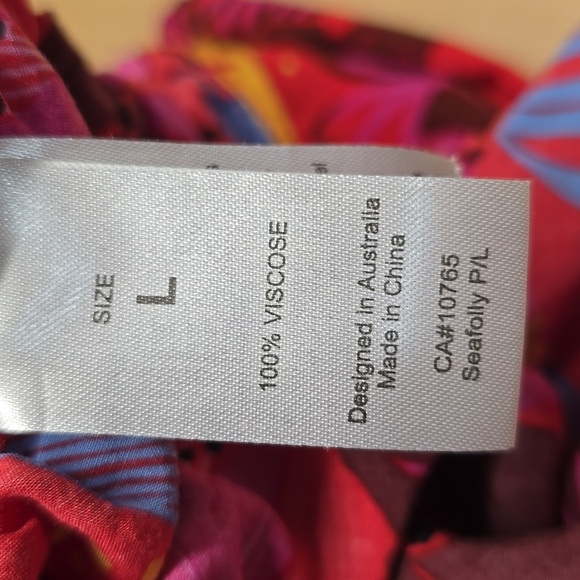 SIZE
L
100% VISCOSE
Designed in Australia
Made in China
CA#10765
Seafolly P/L